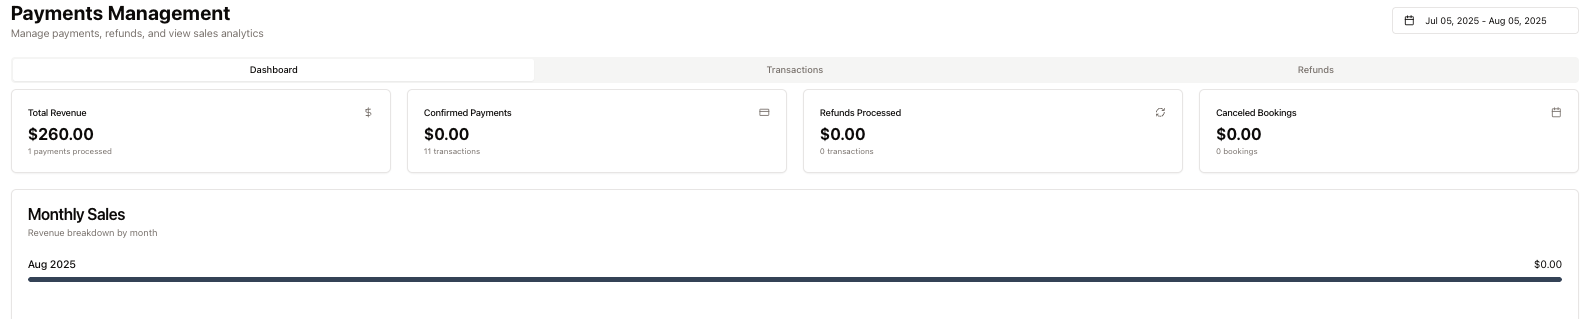 Payments Management
Manage payments, refunds, and view sales analytics
Jul 05, 2025 - Aug 05, 2025
Dashboard
Transactions
Refunds
Total Revenue
$260.00
1 payments processed
Confirmed Payments
$0.00
11 transactions
Refunds Processed
$0.00
0 transactions
Canceled Bookings
$0.00
0 bookings
Monthly Sales
Revenue breakdown by month
Aug 2025
$0.00